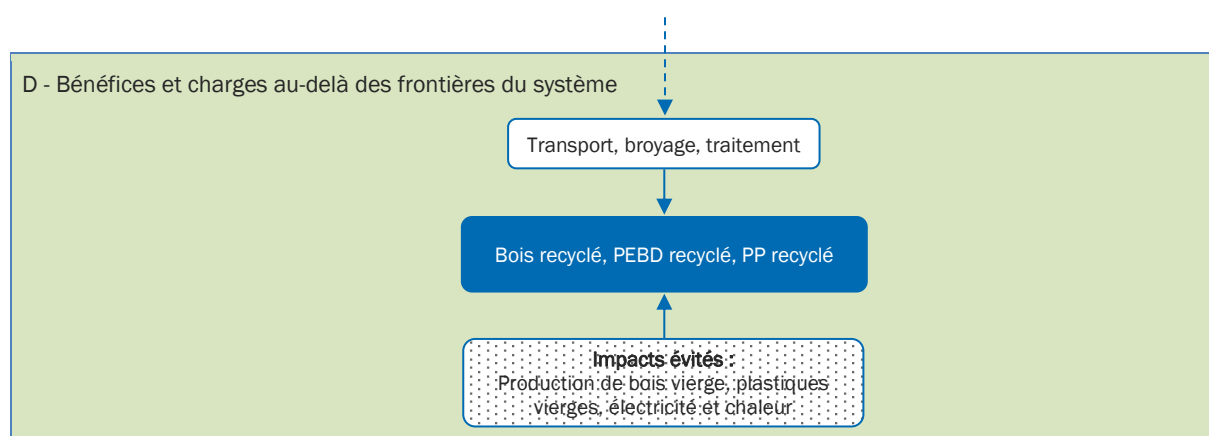 D - Bénéfices et charges au-delà des frontières du système
Transport, broyage, traitement
Bois recyclé, PEBD recyclé, PP recyclé
Impacts évités :
Production de bois vierge, plastiques
vierges, électricité et chaleur